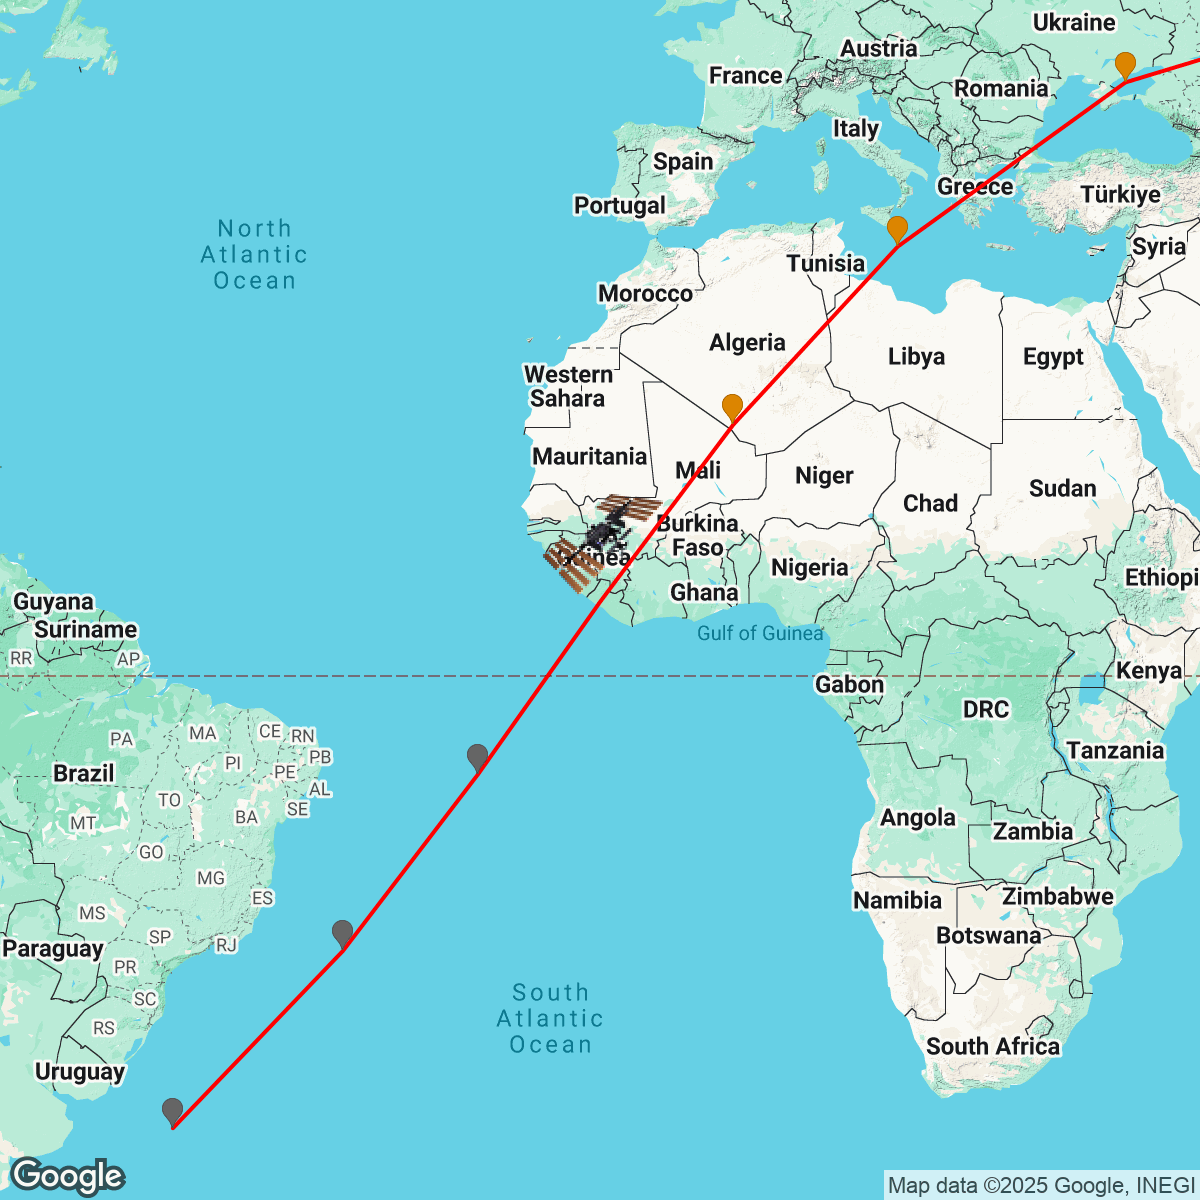 Ukraine
Austria
France
Romania
Italy
Spain
Greece
Türkiye
Portugal
North
Atlantic
Ocean
Syria
Tunisia
Morocco
Algeria
Libya
Egypt
Western
Sahara
Mauritania
Mali
Niger
Chad
Sudan
Burkina
Faso
Guinea
Nigeria
Ethiopi
Ghana
Guyana
Suriname
Gulf of Guinea
RR
AP
Kenya
Gabon
DRC
PA
MA
CE
RN
Tanzania
PI
PB
Brazil
PE
AL
TO
SE
MT
BA
Angola
Zambia
GO
MG
ES
Namibia
Zimbabwe
MS
SP
RJ
Botswana
Paraguay
PR
SC
South
Atlantic
Ocean
RS
South Africa
Uruguay
Google
Map data ©2025 Google, INEGI